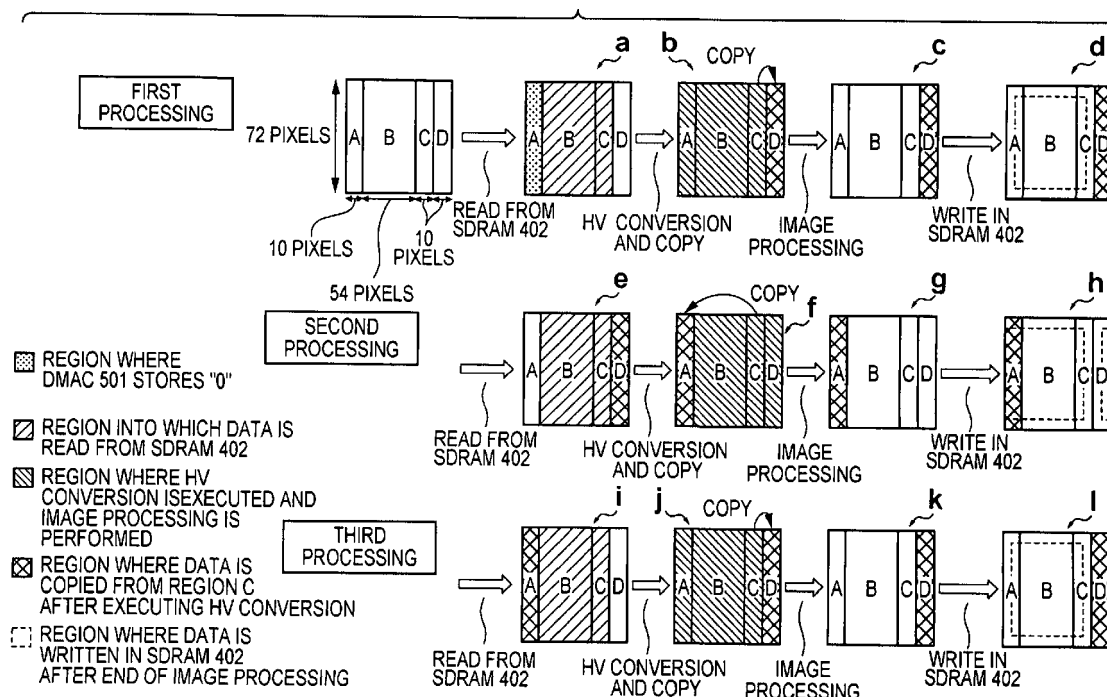 a
b
COPY
c
d
FIRST
PROCESSING
72 PIXELS
A B C D
A B C D
A B C D
A B C D
A B C D
READ FROM
SDRAM 402
HV CONVERSION
AND COPY
IMAGE
PROCESSING
WRITE IN
SDRAM 402
10 PIXELS
10
PIXELS
54 PIXELS
e
COPY
f
g
h
SECOND
PROCESSING
A B C D
A B C D
A B C D
A B C D
READ FROM
SDRAM 402
HV CONVERSION
AND COPY
IMAGE
PROCESSING
WRITE IN
SDRAM 402
REGION WHERE
DMAC 501 STORES "0"
REGION INTO WHICH DATA IS
READ FROM SDRAM 402
REGION WHERE HV
CONVERSION ISEXECUTED AND
IMAGE PROCESSING IS
PERFORMED
REGION WHERE DATA IS
COPIED FROM REGION C
AFTER EXECUTING HV CONVERSION
REGION WHERE DATA IS
WRITTEN IN SDRAM 402
AFTER END OF IMAGE PROCESSING
i
j
COPY
k
l
THIRD
PROCESSING
A B C D
A B C D
A B C D
A B C D
READ FROM
SDRAM 402
HV CONVERSION
AND COPY
IMAGE
PROCESSING
WRITE IN
SDRAM 402